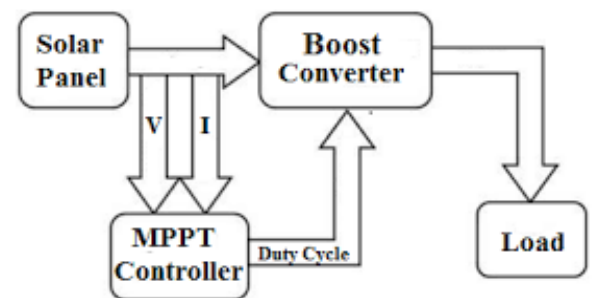 Solar
Panel
Boost
Converter
V
I
MPPT
Controller
Duty Cycle
Load